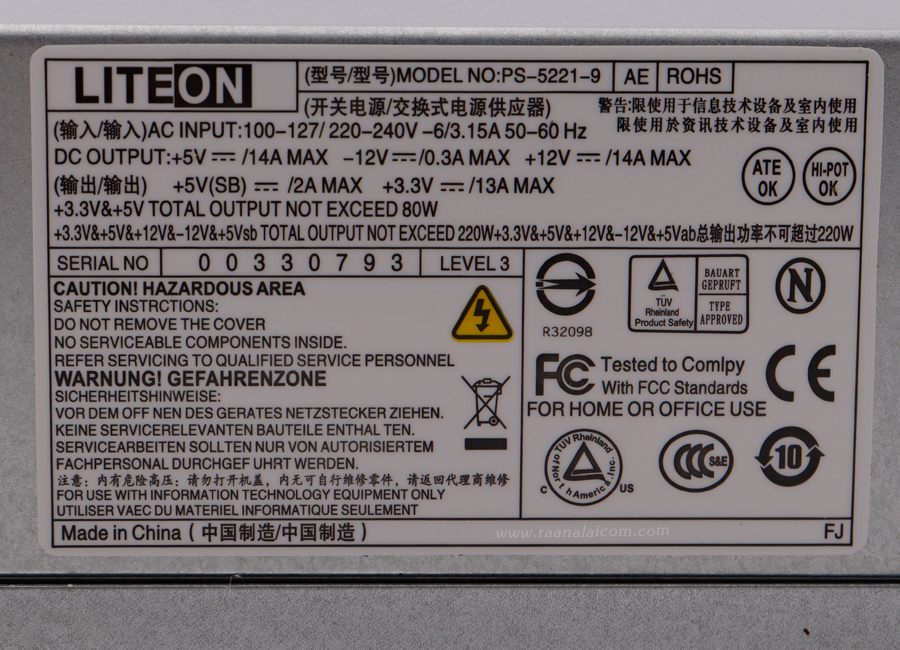 LITEON
(型号/型号)MODEL NO:PS-5221-9 AE ROHS
(开关电源/交换式电源供应器)
警告:限使用于信息技术设备及室内使用
限使用於资讯技术设备及室内使用
(输入/输入)AC INPUT:100-127/ 220-240V -6/3.15A 50-60 Hz
DC OUTPUT:+5V ⎓ /14A MAX -12V⎓/0.3A MAX +12V ⎓ /14A MAX
(输出/输出) +5V(SB) ⎓ /2A MAX +3.3V ⎓ /13A MAX
ATE OK
HI-POT OK
+3.3V&+5V TOTAL OUTPUT NOT EXCEED 80W
+3.3V&+5V&+12V&-12V&+5Vsb TOTAL OUTPUT NOT EXCEED 220W+3.3V&+5V&+12V&-12V&+5Vab总输出功率不可超过220W
SERIAL NO 00330793 LEVEL 3
CAUTION! HAZARDOUS AREA
SAFETY INSTRCTIONS:
DO NOT REMOVE THE COVER
NO SERVICEABLE COMPONENTS INSIDE.
REFER SERVICING TO QUALIFIED SERVICE PERSONNEL
WARNUNG! GEFAHRENZONE
SICHERHEITSHINWEISE:
VOR DEM OFF NEN DES GERATES NETZSTECKER ZIEHEN.
KEINE SERVICERELEVANTEN BAUTEILE ENTHAL TEN.
SERVICEARBEITEN SOLLTEN NUR VON AUTORISIERTEM
FACHPERSONAL DURCHGEF UHRT WERDEN.
注意: 内有危险高压: 请勿打开机盖, 内无可自行维修零件, 请返回代理商维修
FOR USE WITH INFORMATION TECHNOLOGY EQUIPMENT ONLY
UTILISER VAEC DU MATERIEL INFORMATIQUE SEULEMENT
R32098
TÜV
Rheinland
Product Safety
BAUART
GEPRUFT
TYPE
APPROVED
N
FC Tested to Comlpy
With FCC Standards
CE
FOR HOME OR OFFICE USE
TUV Rheinland of North America, Inc.
C US
CCC S&E
10
Made in China ( 中国制造/中国制造 )
www.raanalalcom.com
FJ